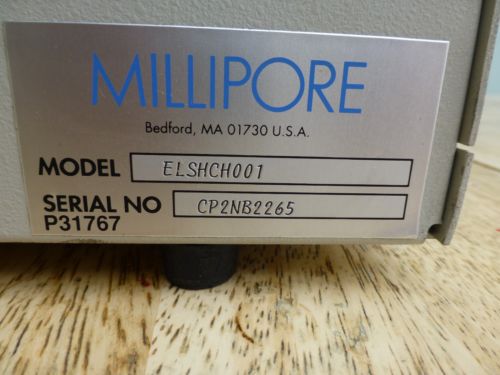 MILLIPORE
Bedford, MA 01730 U.S.A.
MODEL ELSHCH001
SERIAL NO CP2NB2265
P31767